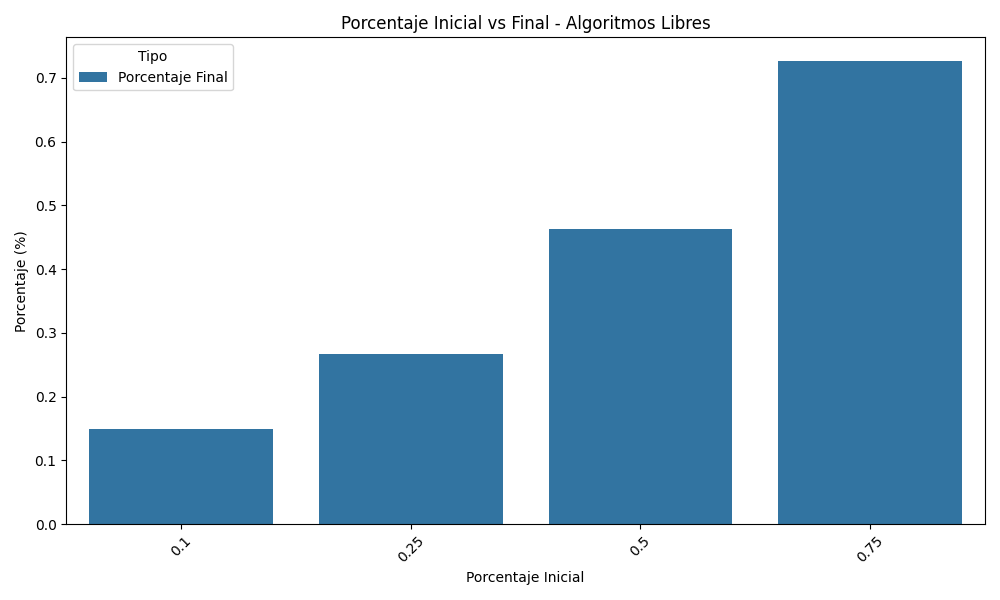 Porcentaje Inicial vs Final - Algoritmos Libres
Tipo
Porcentaje Final
Porcentaje (%)
0.7
0.6
0.5
0.4
0.3
0.2
0.1
0.0
0.1
0.25
0.5
0.75
Porcentaje Inicial